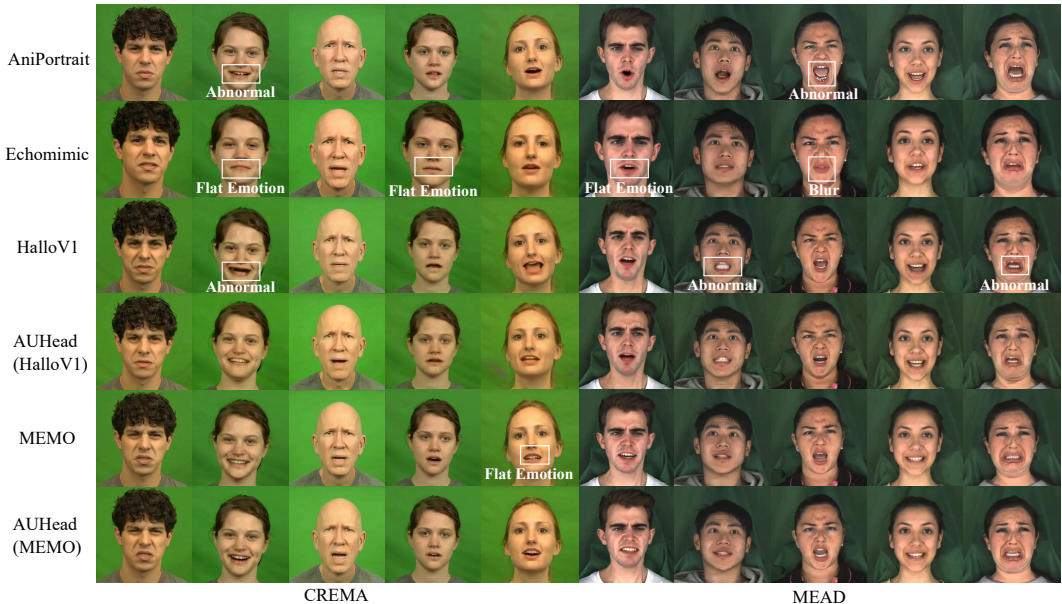 AniPortrait
Abnormal
Abnormal
Echomimic
Flat Emotion
Flat Emotion
Flat Emotion
Blur
HalloV1
Abnormal
Abnormal
Abnormal
AUHead
(HalloV1)
MEMO
Flat Emotion
AUHead
(MEMO)
CREMA
MEAD